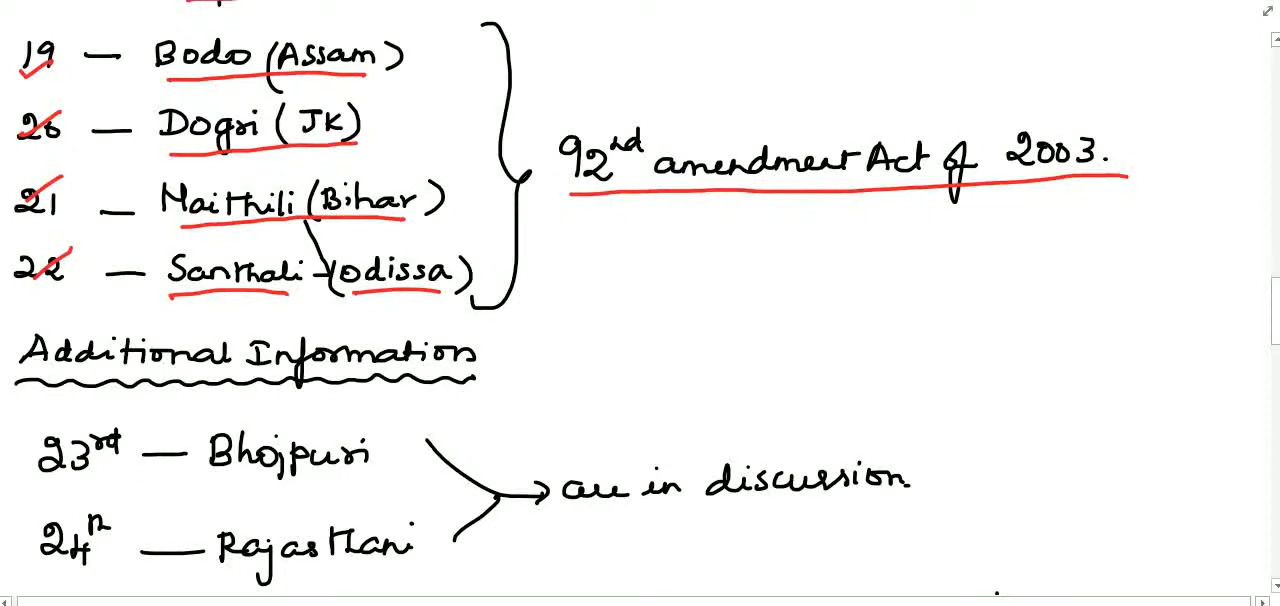 19 — Bodo (Assam)
20 — Dogri (JK)
21 — Maithili (Bihar)
22 — Santhali - (odissa)
92nd amendment Act of 2003.
Additional Information
23rd — Bhojpuri
24th — Rajasthani
are in discussion.